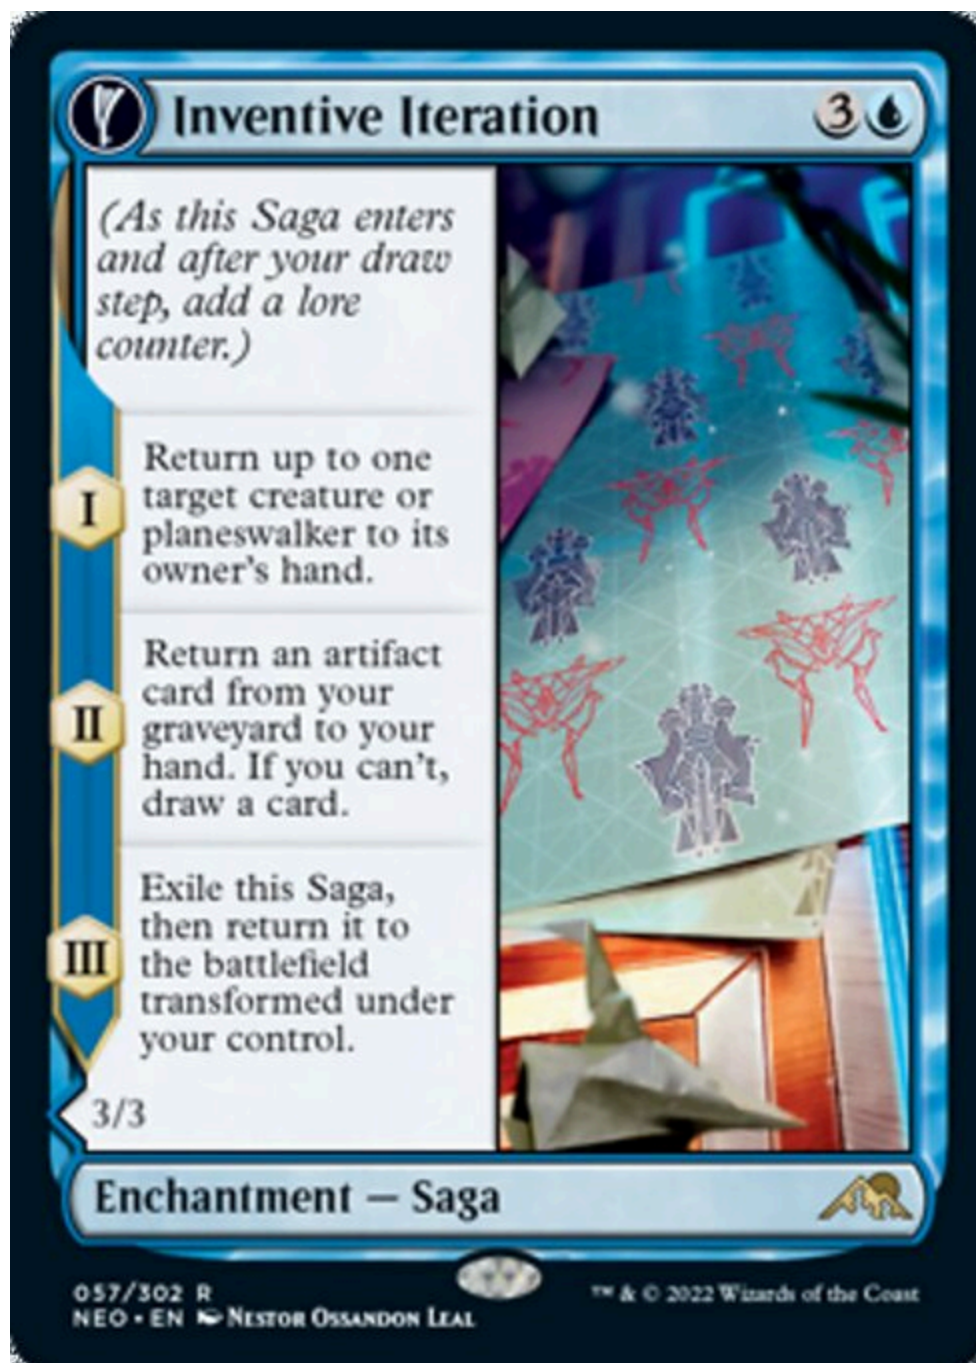 Inventive Iteration 3
(As this Saga enters
and after your draw
step, add a lore
counter.)
I
Return up to one
target creature or
planeswalker to its
owner's hand.
II
Return an artifact
card from your
graveyard to your
hand. If you can't,
draw a card.
III
Exile this Saga,
then return it to
the battlefield
transformed under
your control.
3/3
Enchantment — Saga
057/302 R
™ & © 2022 Wizards of the Coast
NEO • EN Nestor Ossandon Leal